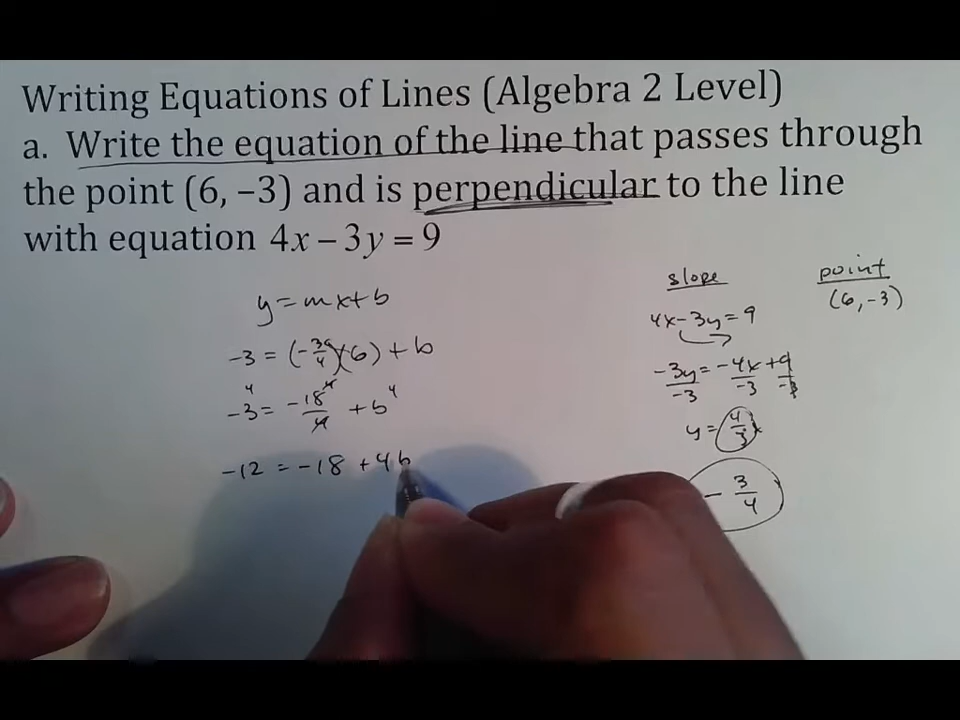 Writing Equations of Lines (Algebra 2 Level)
a. Write the equation of the line that passes through
the point (6, –3) and is perpendicular to the line
with equation 4x – 3y = 9
y = mx + b
-3 = (-3/4)(6) + b
4 4 4
-3 = -18/4 + b
-12 = -18 + 4b
slope
4x - 3y = 9
-3y/-3 = -4x/-3 + 9/-3
y = 4/3 x
- 3/4
point
(6, -3)